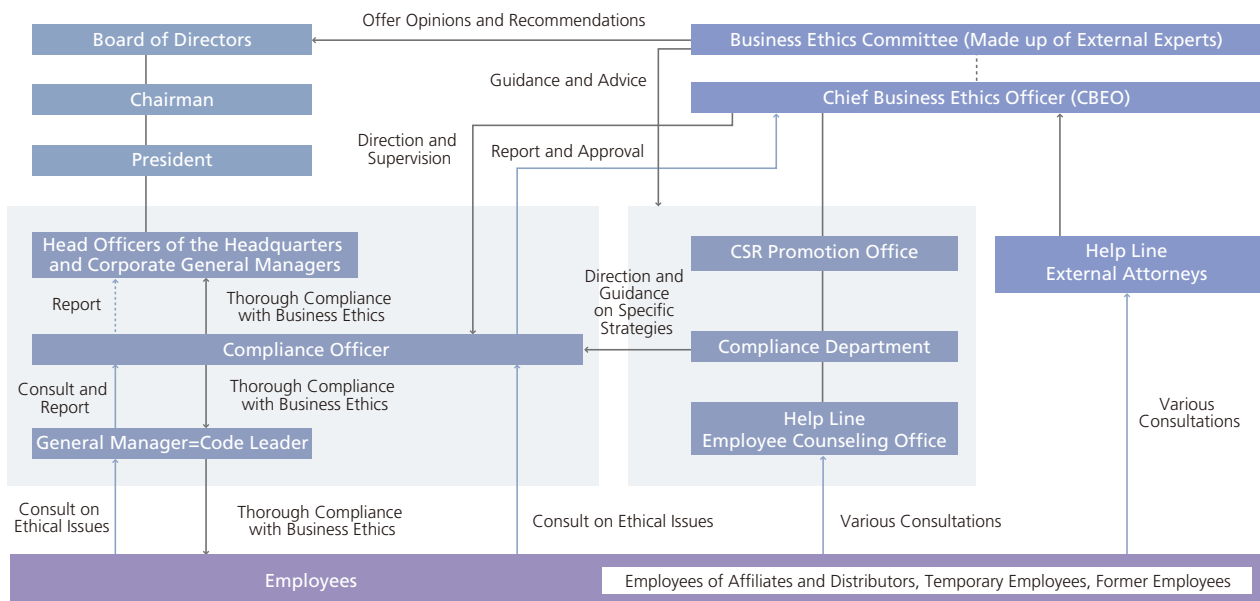 Offer Opinions and Recommendations
Board of Directors
Business Ethics Committee (Made up of External Experts)
Guidance and Advice
Chairman
Chief Business Ethics Officer (CBEO)
Direction and
Supervision
Report and Approval
President
Head Officers of the Headquarters
and Corporate General Managers
CSR Promotion Office
Help Line
External Attorneys
Report
Thorough Compliance
with Business Ethics
Direction and
Guidance
on Specific
Strategies
Compliance Officer
Compliance Department
Consult and
Report
Thorough Compliance
with Business Ethics
Various
Consultations
General Manager=Code Leader
Help Line
Employee Counseling Office
Consult on
Ethical Issues
Thorough Compliance
with Business Ethics
Consult on Ethical Issues
Various Consultations
Employees
Employees of Affiliates and Distributors, Temporary Employees, Former Employees